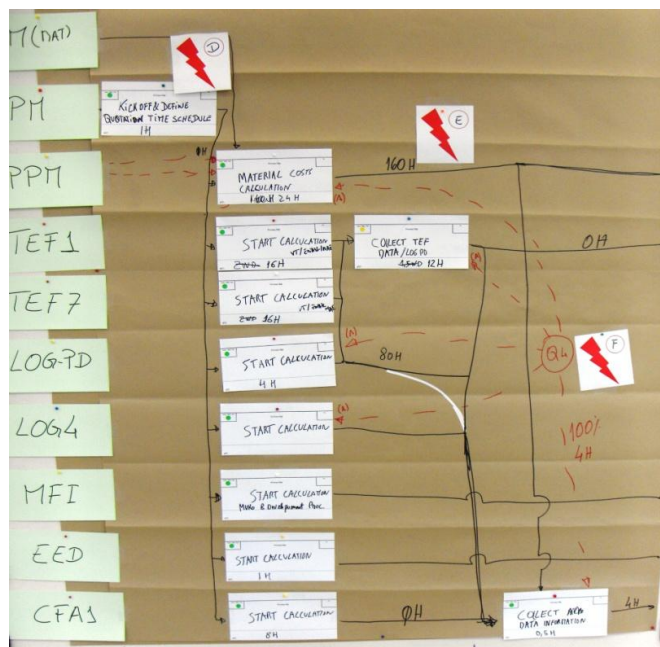 M(DAT)
D
PM
KICKOFF & DEFINE
QUOTATION TIME SCHEDULE
1H
E
PPM
160H
MATERIAL COSTS
CALCULATION
24H
(A)
TEF1
START CALCULATION
16H
COLLECT TEF
DATA/LOG PD
12H
0H
TEF7
START CALCULATION
16H
(A)
LOG-PD
START CALCULATION
4H
80H
Q4
F
LOG4
START CALCULATION
(A)
100%
4H
MFI
START CALCULATION
EED
START CALCULATION
1H
CFA1
START CALCULATION
8H
0H
COLLECT AREA
DATA INFORMATION
0,5H
4H